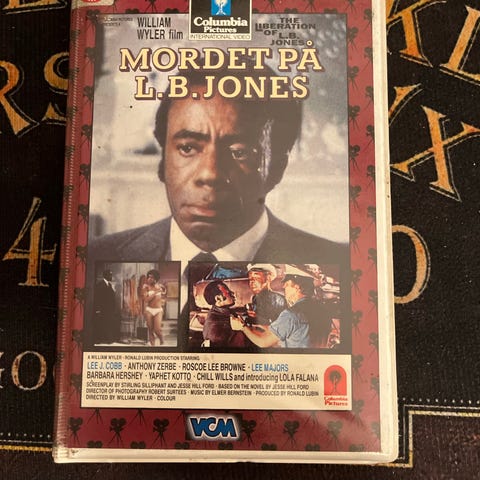 WILLIAM
WYLER film
Columbia
Pictures
INTERNATIONAL VIDEO
THE
LIBERATION
OF L.B.
JONES
MORDET PÅ
L.B. JONES
A WILLIAM WYLER · RONALD LUBIN PRODUCTION STARRING
LEE J. COBB · ANTHONY ZERBE · ROSCOE LEE BROWNE · LEE MAJORS
BARBARA HERSHEY · YAPHET KOTTO · CHILL WILLS and introducing LOLA FALANA
SCREENPLAY BY STIRLING SILLIPHANT AND JESSE HILL FORD · BASED ON THE NOVEL BY JESSE HILL FORD
DIRECTOR OF PHOTOGRAPHY ROBERT SURTEES · MUSIC BY ELMER BERNSTEIN · PRODUCED BY RONALD LUBIN
DIRECTED BY WILLIAM WYLER · COLOUR
Columbia
Pictures
VCM